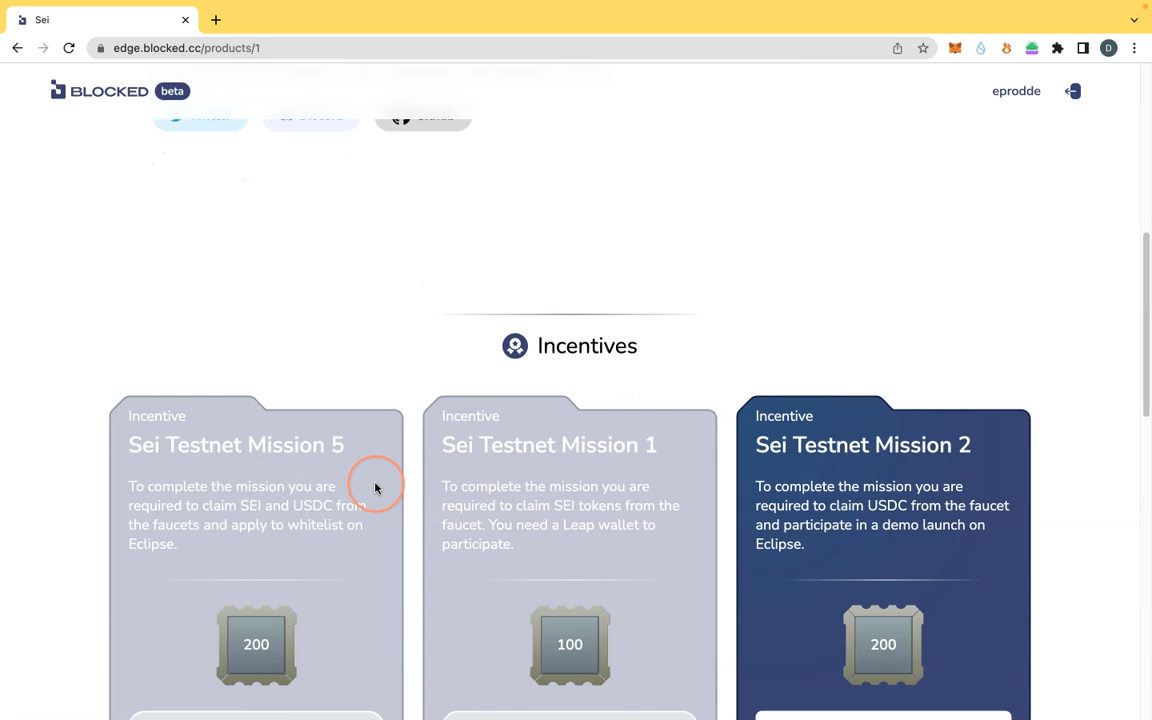 Sei
edge.blocked.cc/products/1
D
BLOCKED beta
eprodde
Incentives
Incentive
Sei Testnet Mission 5
To complete the mission you are
required to claim SEI and USDC from
the faucets and apply to whitelist on
Eclipse.
200
Incentive
Sei Testnet Mission 1
To complete the mission you are
required to claim SEI tokens from the
faucet. You need a Leap wallet to
participate.
100
Incentive
Sei Testnet Mission 2
To complete the mission you are
required to claim USDC from the faucet
and participate in a demo launch on
Eclipse.
200